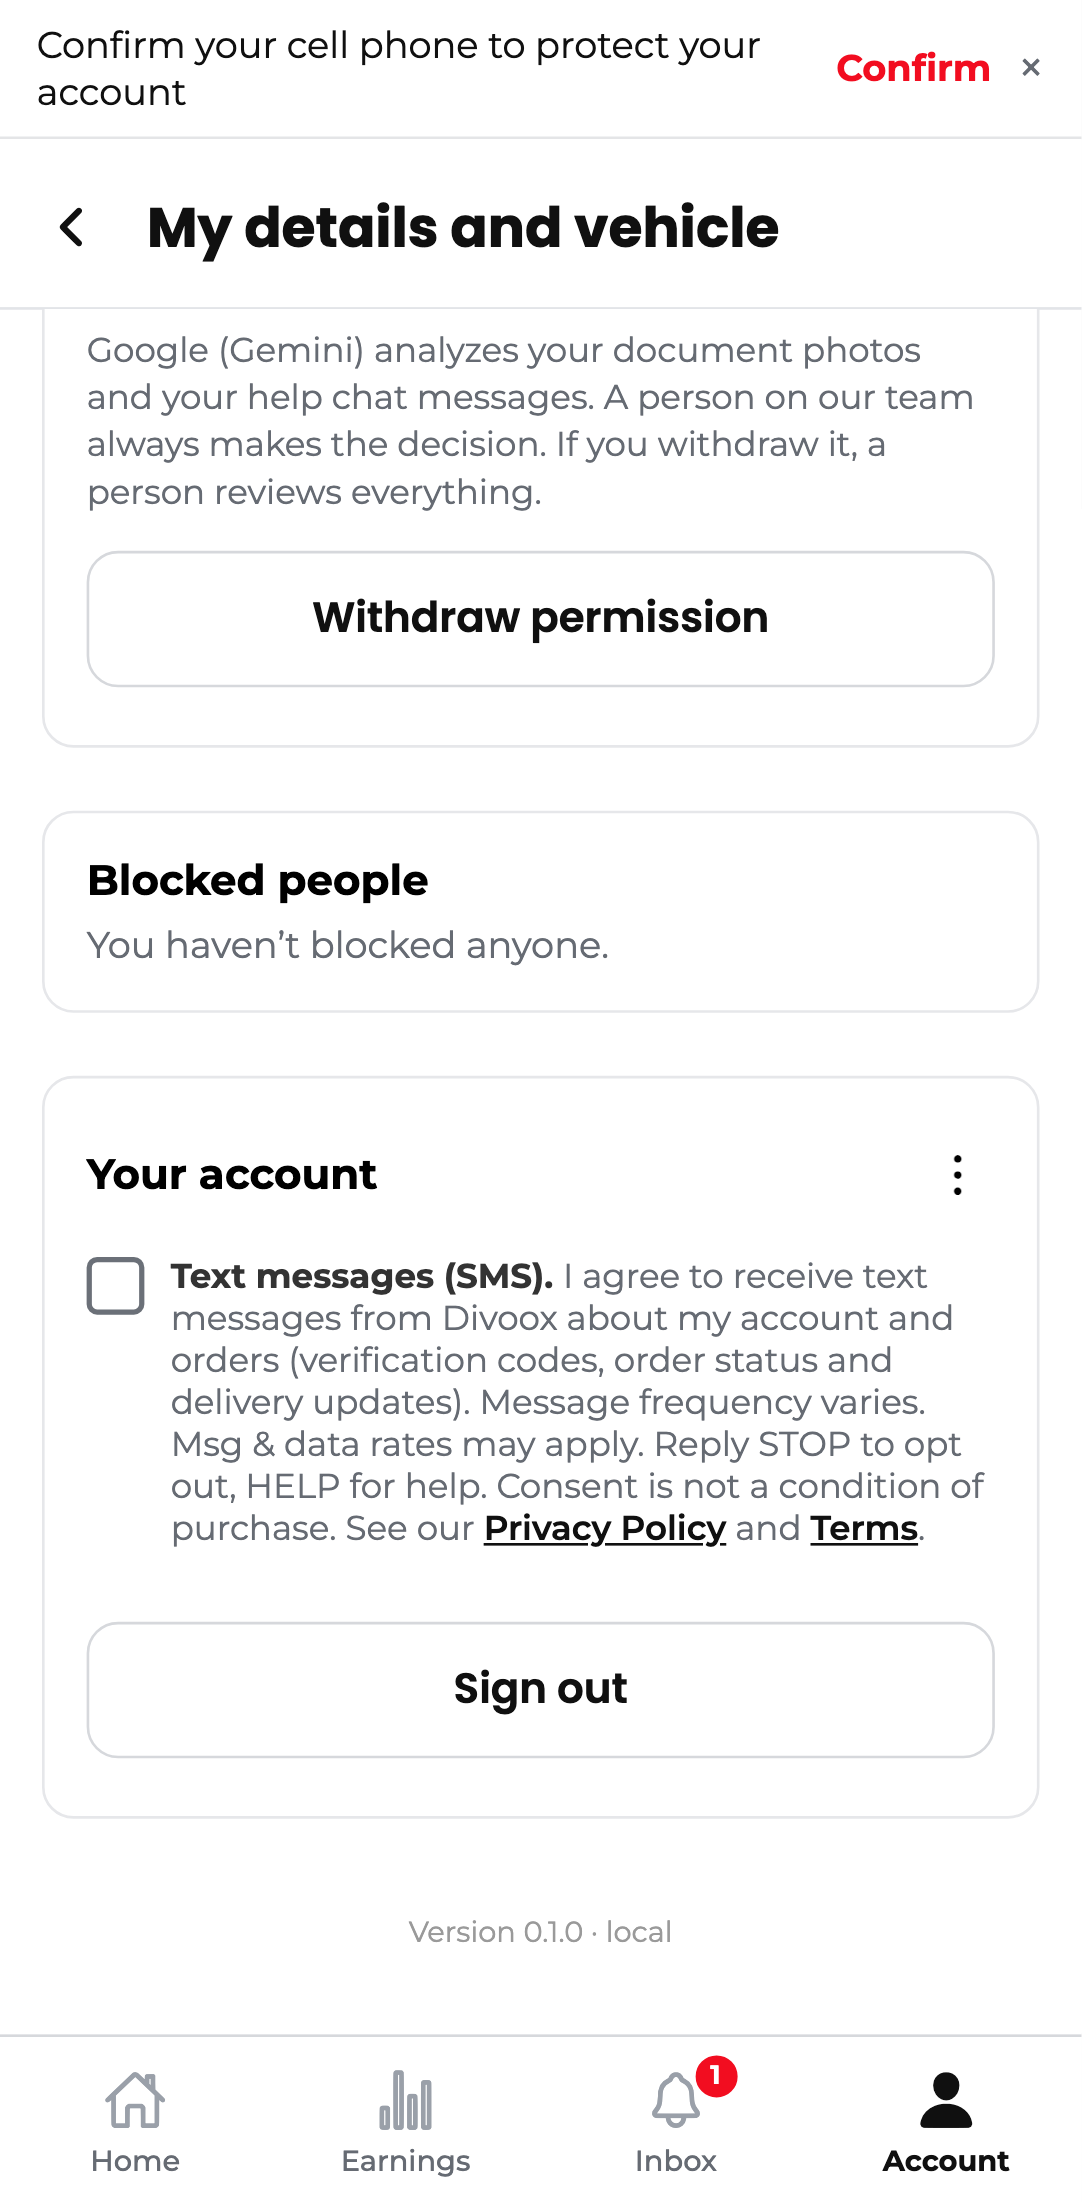 Confirm your cell phone to protect your
account
Confirm ×
My details and vehicle
Google (Gemini) analyzes your document photos
and your help chat messages. A person on our team
always makes the decision. If you withdraw it, a
person reviews everything.
Withdraw permission
Blocked people
You haven’t blocked anyone.
Your account
Text messages (SMS). I agree to receive text
messages from Divoox about my account and
orders (verification codes, order status and
delivery updates). Message frequency varies.
Msg & data rates may apply. Reply STOP to opt
out, HELP for help. Consent is not a condition of
purchase. See our Privacy Policy and Terms.
Sign out
Version 0.1.0 · local
1
Home
Earnings
Inbox
Account